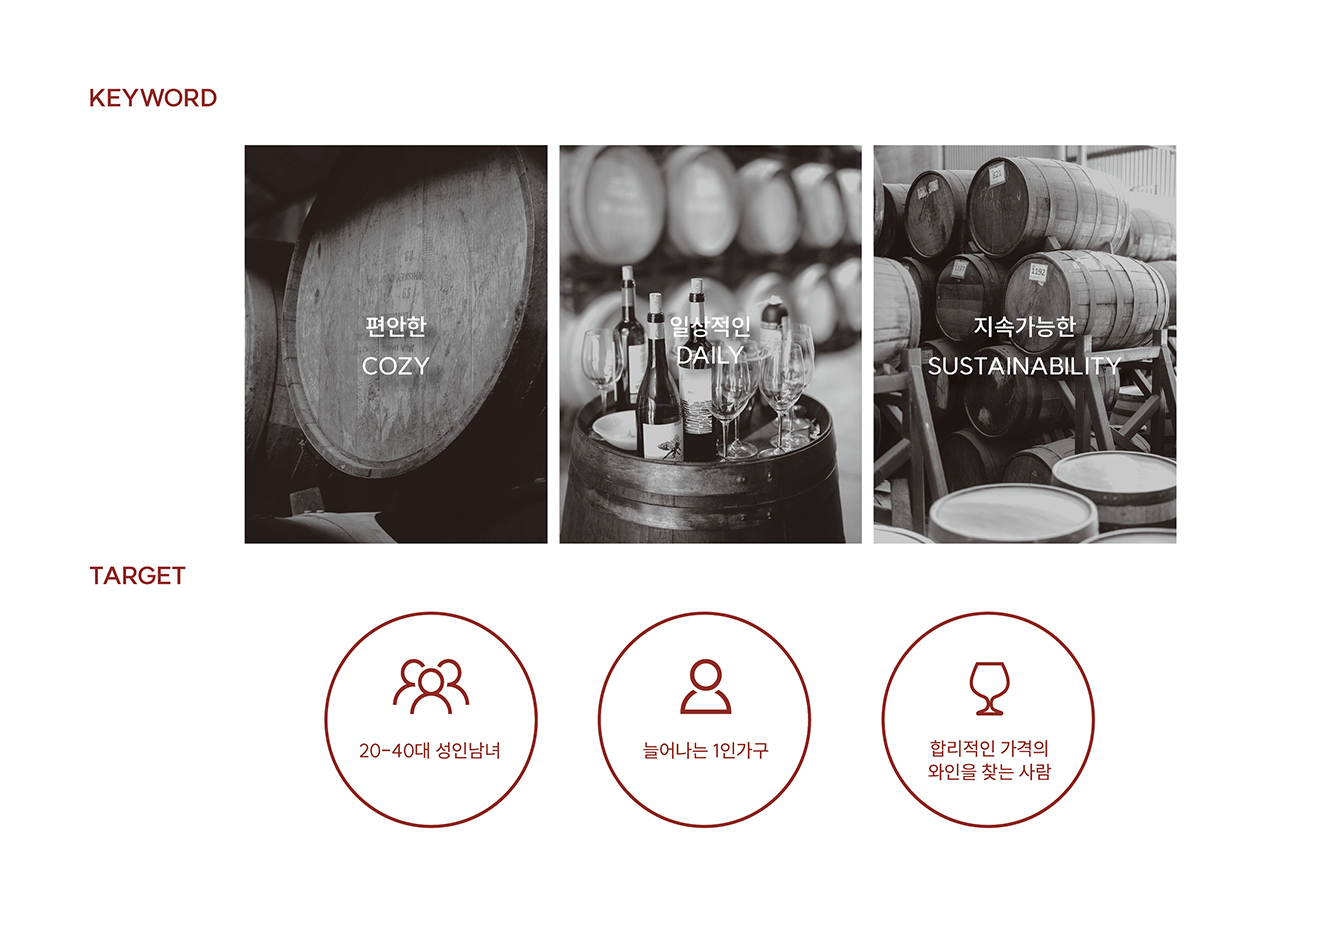 KEYWORD
편안한
COZY
일상적인
DAILY
지속가능한
SUSTAINABILITY
821
1192
TARGET
20-40대 성인남녀
늘어나는 1인가구
합리적인 가격의
와인을 찾는 사람